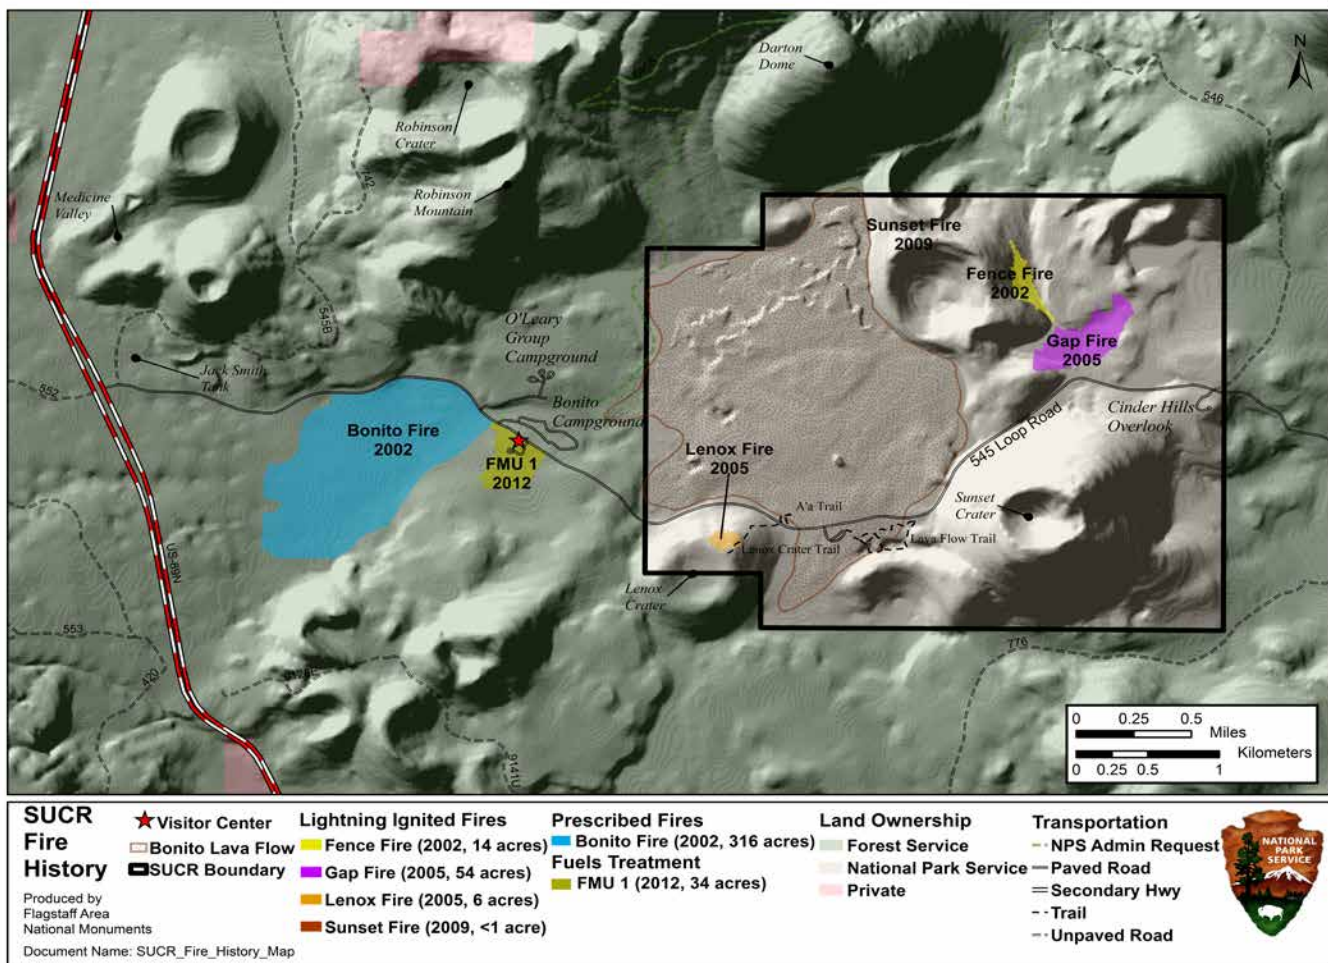 Darton
Dome
N
546
Robinson
Crater
742
Robinson
Mountain
Medicine
Valley
Sunset Fire
2009
Fence Fire
2002
545B
O'Leary
Group
Campground
Gap Fire
2005
Jack Smith
Tank
552
Bonito
Campground
Cinder Hills
Overlook
Bonito Fire
2002
545 Loop Road
Lenox Fire
2005
FMU 1
2012
Sunset
Crater
A'a Trail
Lava Flow Trail
Lenox Crater Trail
US-89N
Lenox
Crater
553
776
420
9141U
0 0.25 0.5
Miles
Kilometers
0 0.25 0.5 1
SUCR
Fire
History
Produced by
Flagstaff Area
National Monuments
Document Name: SUCR_Fire_History_Map
Visitor Center
Bonito Lava Flow
SUCR Boundary
Lightning Ignited Fires
Fence Fire (2002, 14 acres)
Gap Fire (2005, 54 acres)
Lenox Fire (2005, 6 acres)
Sunset Fire (2009, <1 acre)
Prescribed Fires
Bonito Fire (2002, 316 acres)
Fuels Treatment
FMU 1 (2012, 34 acres)
Land Ownership
Forest Service
National Park Service
Private
Transportation
NPS Admin Request
Paved Road
Secondary Hwy
Trail
Unpaved Road
NATIONAL
PARK
SERVICE